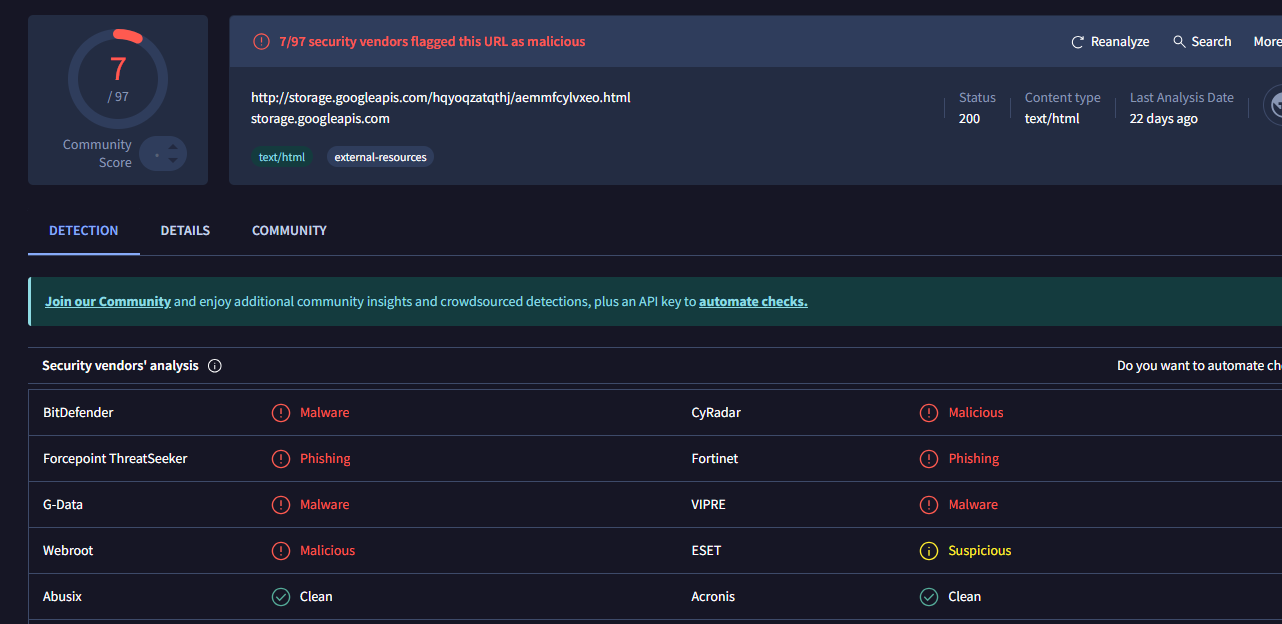 7
/ 97
Community
Score
7/97 security vendors flagged this URL as malicious
Reanalyze
Search
More
http://storage.googleapis.com/hqyoqzatqthj/aemmfcylvxeo.html
storage.googleapis.com
text/html
external-resources
Status
200
Content type
text/html
Last Analysis Date
22 days ago
DETECTION DETAILS COMMUNITY
Join our Community and enjoy additional community insights and crowdsourced detections, plus an API key to automate checks.
Security vendors' analysis
Do you want to automate che
BitDefender Malware CyRadar Malicious
Forcepoint ThreatSeeker Phishing Fortinet Phishing
G-Data Malware VIPRE Malware
Webroot Malicious ESET Suspicious
Abusix Clean Acronis Clean